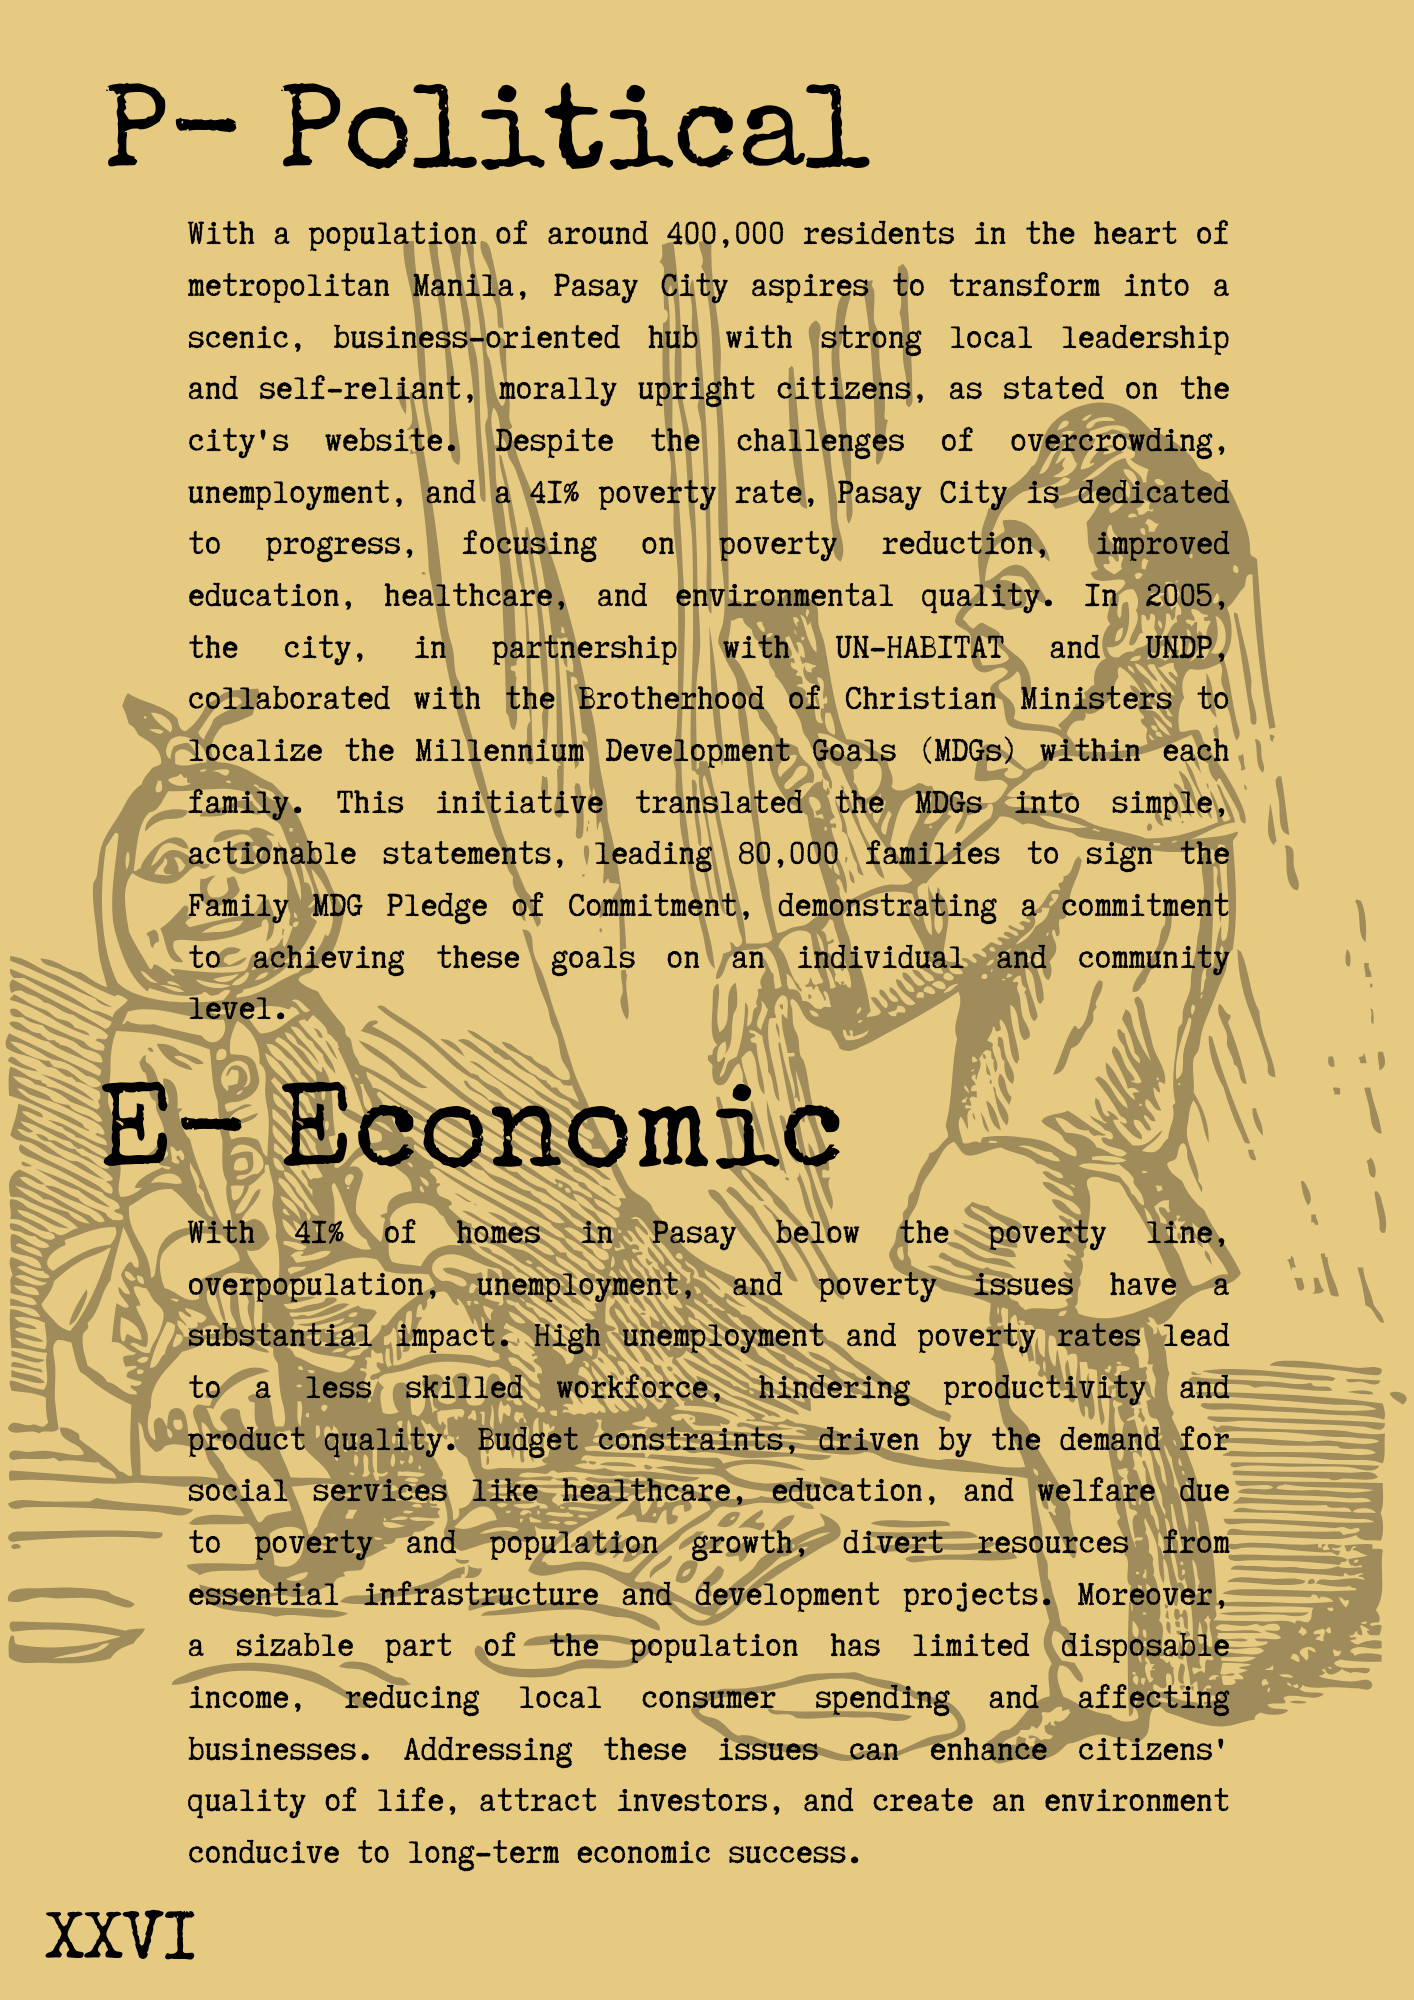 P- Political
With a population of around 400,000 residents in the heart of
metropolitan Manila, Pasay City aspires to transform into a
scenic, business-oriented hub with strong local leadership
and self-reliant, morally upright citizens, as stated on the
city's website. Despite the challenges of overcrowding,
unemployment, and a 41% poverty rate, Pasay City is dedicated
to progress, focusing on poverty reduction, improved
education, healthcare, and environmental quality. In 2005,
the city, in partnership with UN-HABITAT and UNDP,
collaborated with the Brotherhood of Christian Ministers to
localize the Millennium Development Goals (MDGs) within each
family. This initiative translated the MDGs into simple,
actionable statements, leading 80,000 families to sign the
Family MDG Pledge of Commitment, demonstrating a commitment
to achieving these goals on an individual and community
level.
E- Economic
With 41% of homes in Pasay below the poverty line,
overpopulation, unemployment, and poverty issues have a
substantial impact. High unemployment and poverty rates lead
to a less skilled workforce, hindering productivity and
product quality. Budget constraints, driven by the demand for
social services like healthcare, education, and welfare due
to poverty and population growth, divert resources from
essential infrastructure and development projects. Moreover,
a sizable part of the population has limited disposable
income, reducing local consumer spending and affecting
businesses. Addressing these issues can enhance citizens'
quality of life, attract investors, and create an environment
conducive to long-term economic success.
XXVI